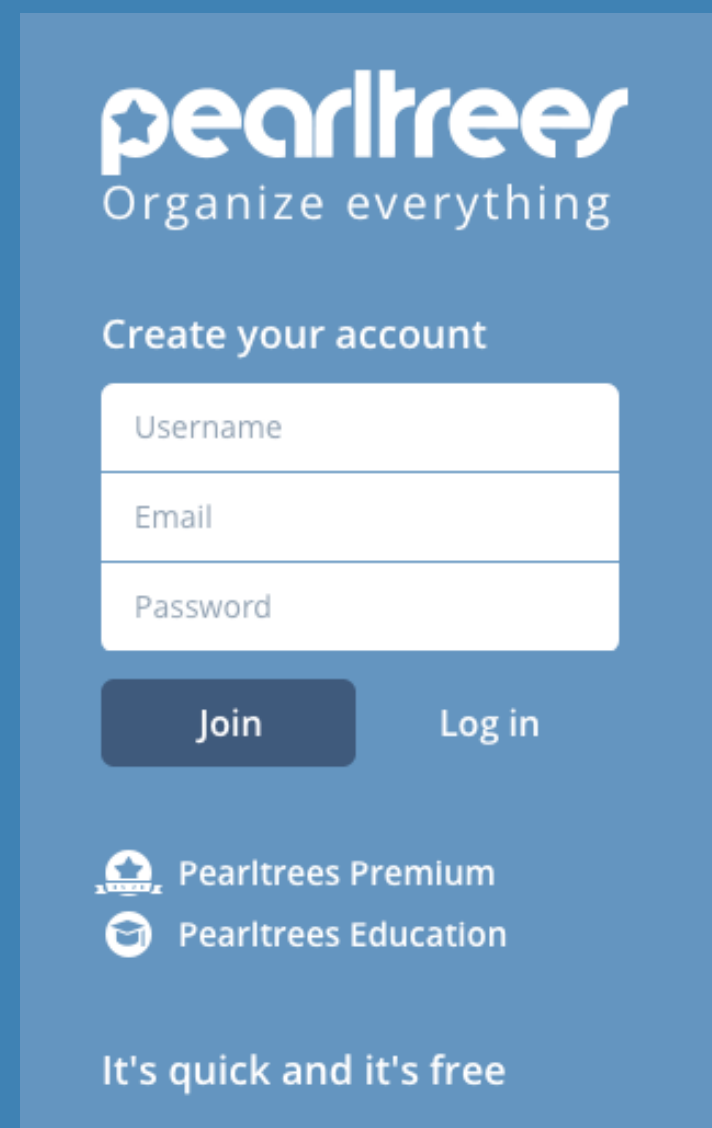 pearltrees
Organize everything
Create your account
Username
Email
Password
Join
Log in
Pearltrees Premium
Pearltrees Education
It's quick and it's free